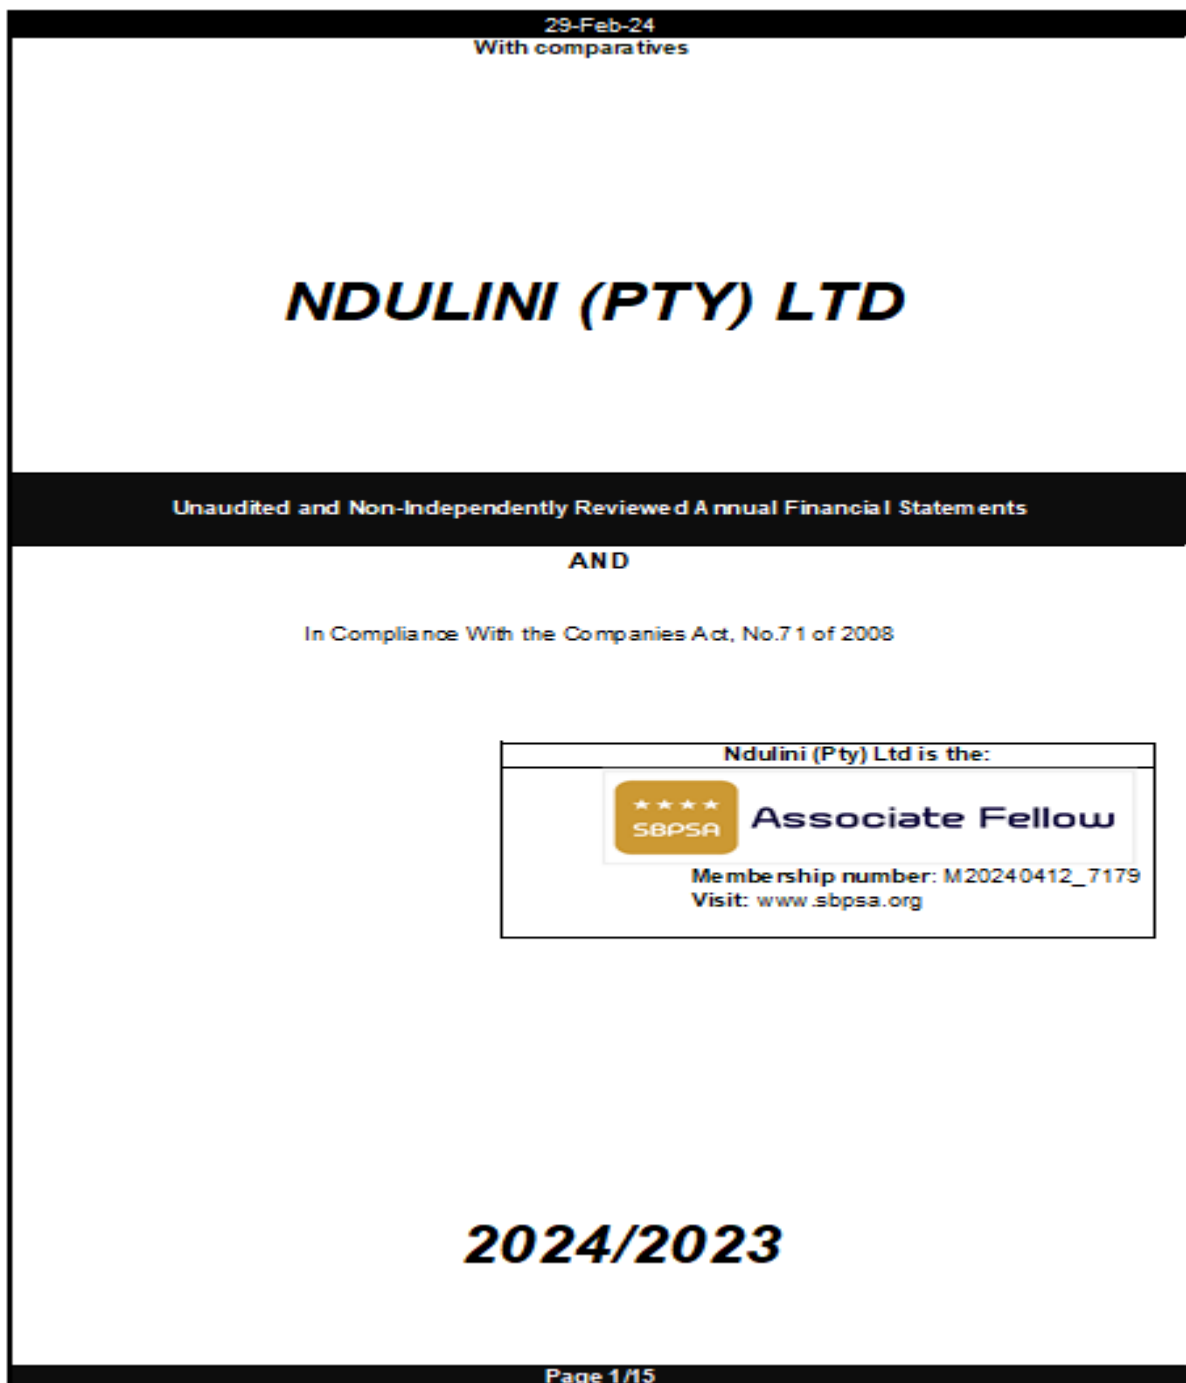 29-Feb-24
With comparatives
NDULINI (PTY) LTD
Unaudited and Non-Independently Reviewed Annual Financial Statements
AND
In Compliance With the Companies Act, No.71 of 2008
Ndulini (Pty) Ltd is the:
SBPSA
Associate Fellow
Membership number: M20240412_7179
Visit: www.sbpsa.org
2024/2023
Page 1/15